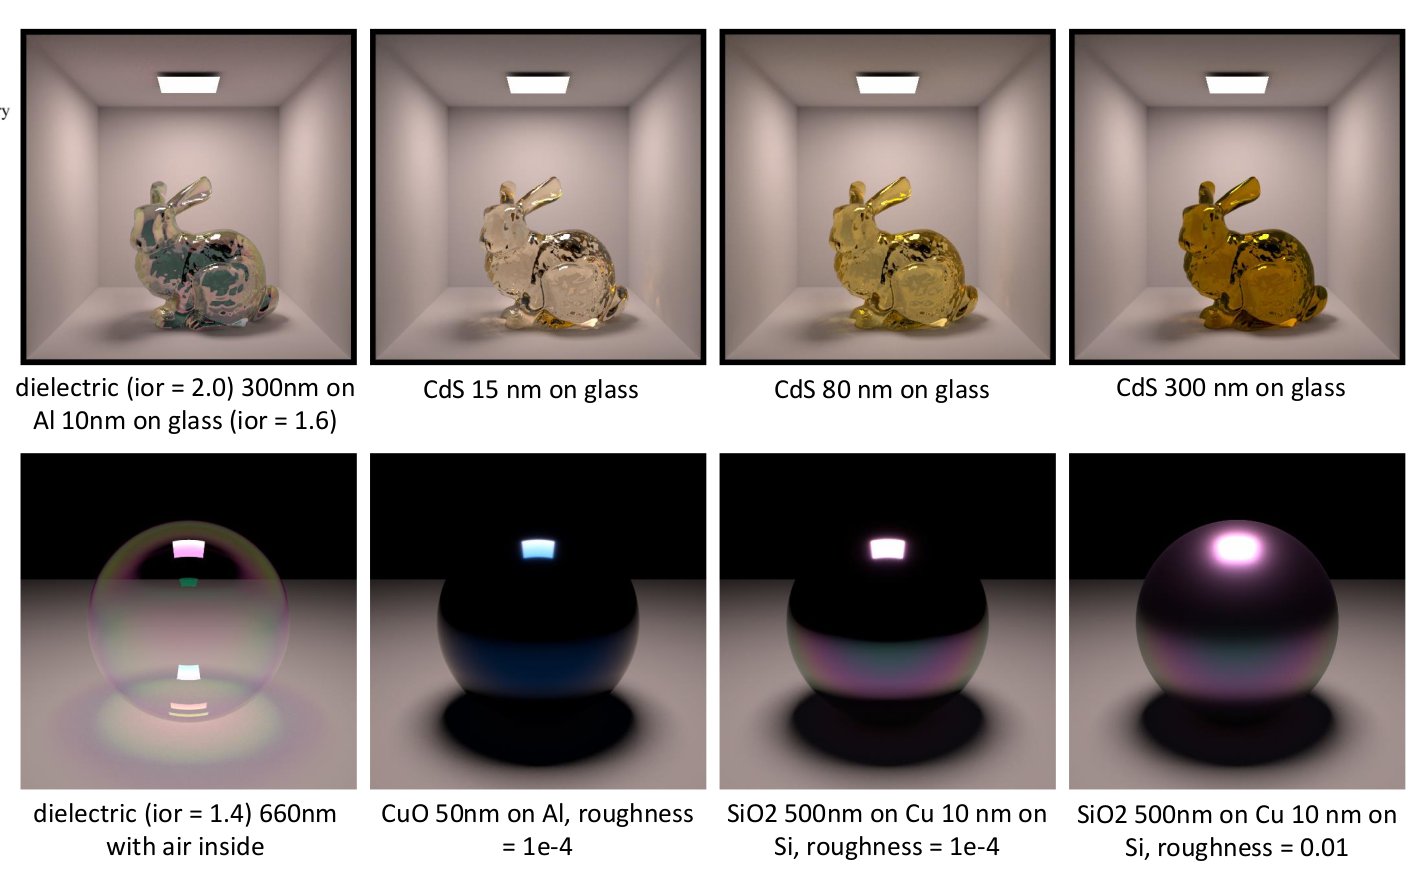 ry
dielectric (ior = 2.0) 300nm on
Al 10nm on glass (ior = 1.6)
CdS 15 nm on glass
CdS 80 nm on glass
CdS 300 nm on glass
dielectric (ior = 1.4) 660nm
with air inside
CuO 50nm on Al, roughness
= 1e-4
SiO2 500nm on Cu 10 nm on
Si, roughness = 1e-4
SiO2 500nm on Cu 10 nm on
Si, roughness = 0.01